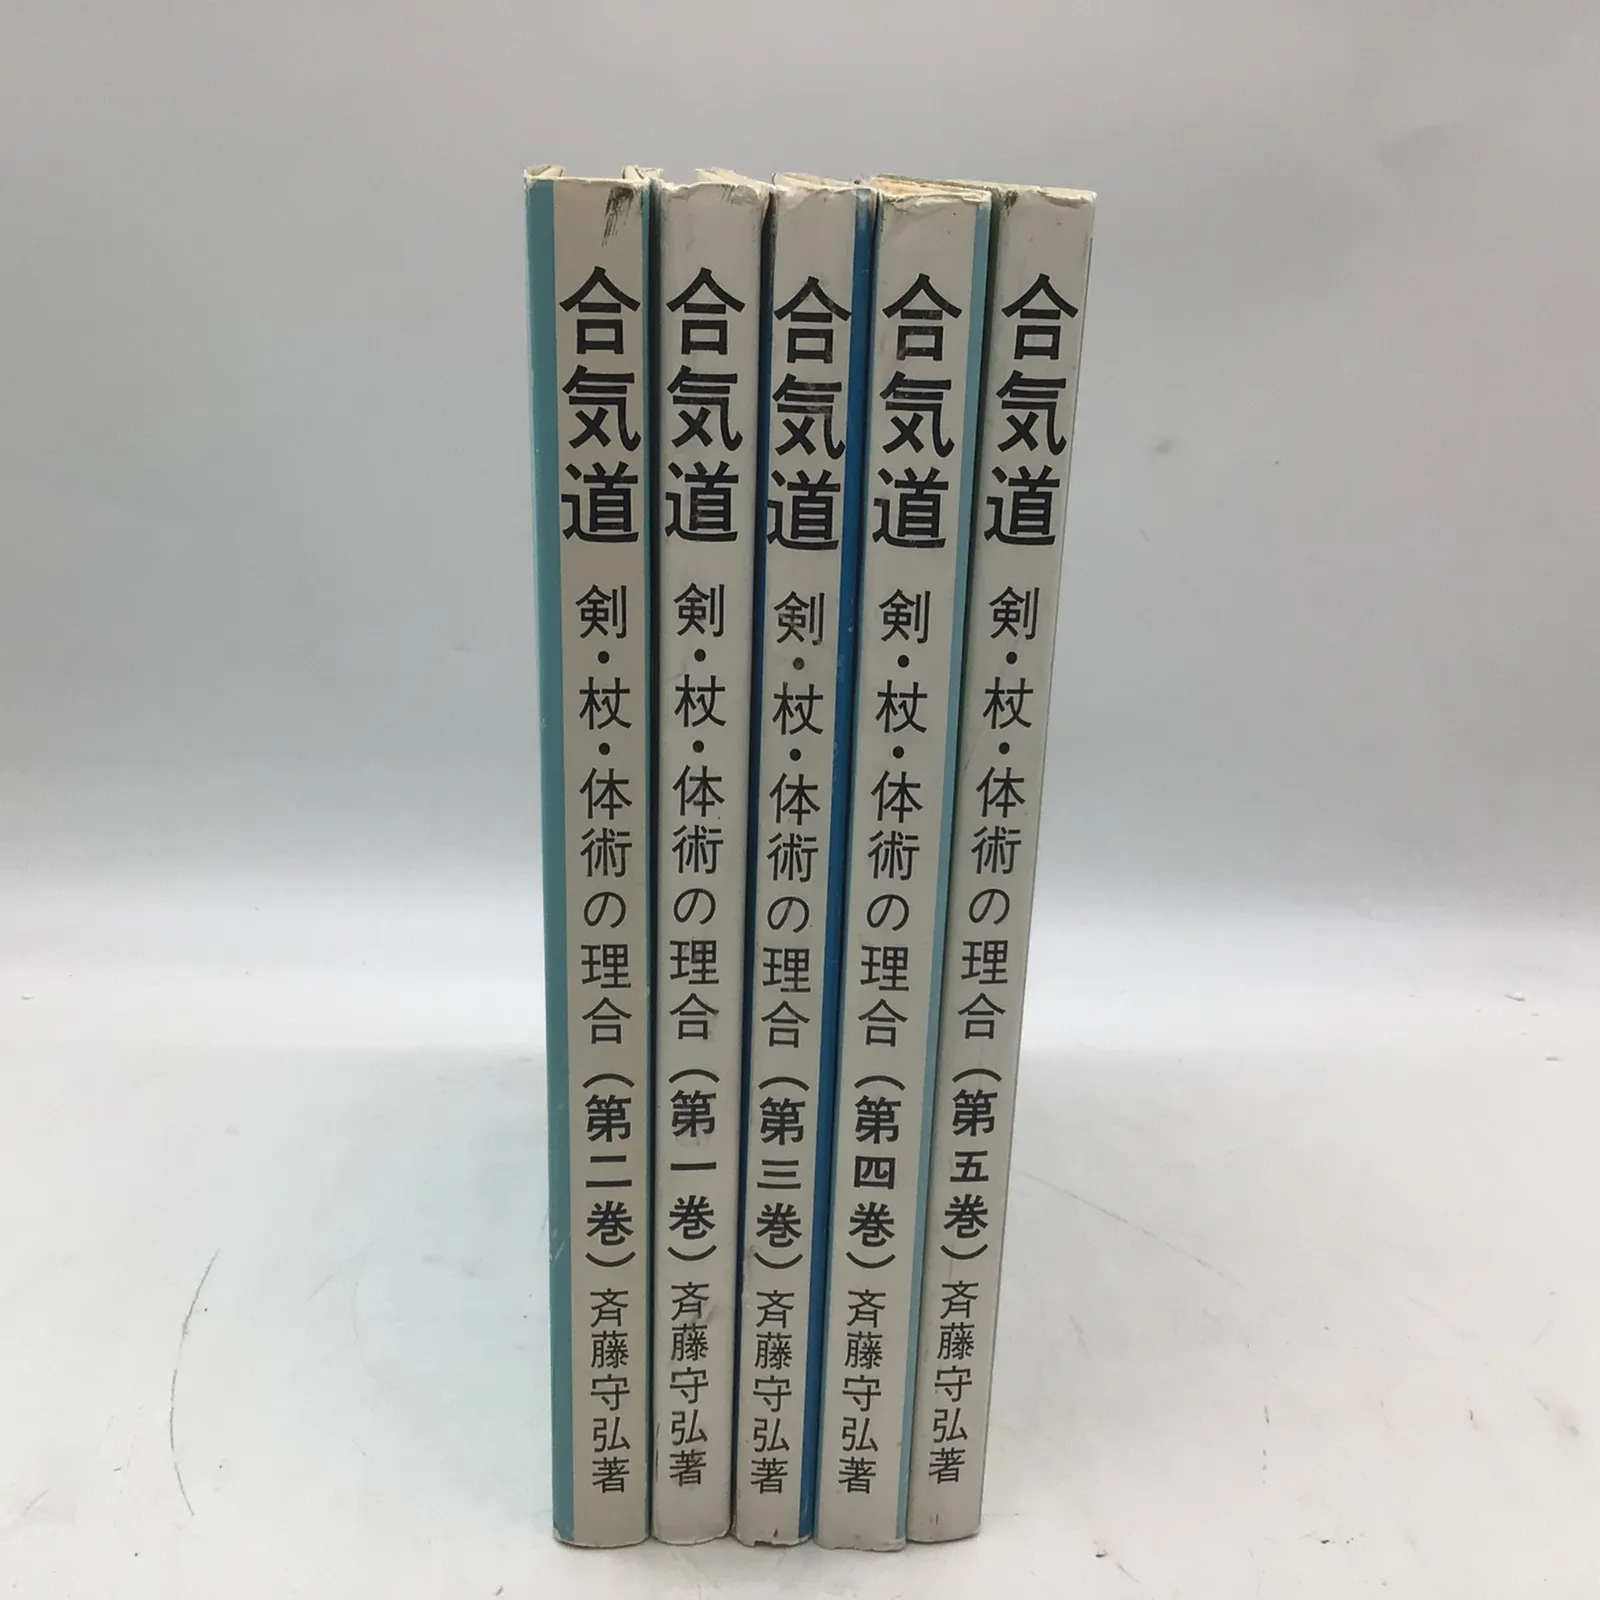 合気道 剣・杖・体術の理合(第二巻) 斉藤守弘著
合気道 剣・杖・体術の理合(第一巻) 斉藤守弘著
合気道 剣・杖・体術の理合(第三巻) 斉藤守弘著
合気道 剣・杖・体術の理合(第四巻) 斉藤守弘著
合気道 剣・杖・体術の理合(第五巻) 斉藤守弘著